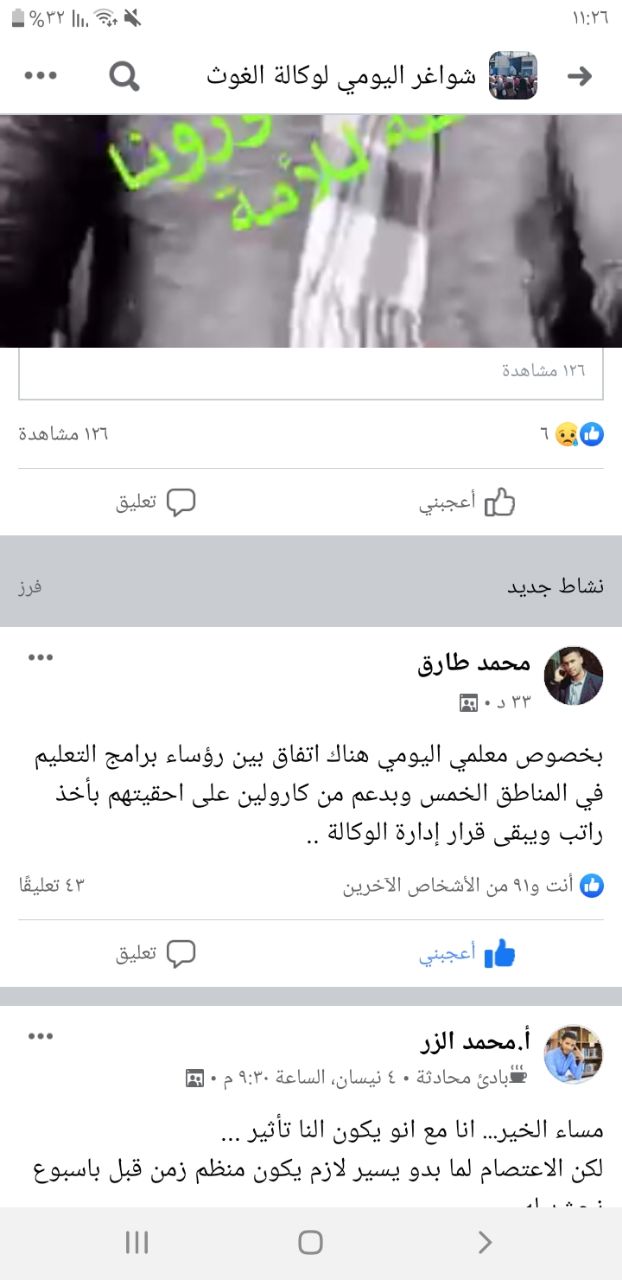 ١١:٢٦
%٣٢
شواغر اليومي لوكالة الغوث
للأمة
١٢٦ مشاهدة
٦
١٢٦ مشاهدة
أعجبني
تعليق
نشاط جديد
فرز
محمد طارق
٣٣ د •
بخصوص معلمي اليومي هناك اتفاق بين رؤساء برامج التعليم
في المناطق الخمس وبدعم من كارولين على احقيتهم بأخذ
راتب ويبقى قرار إدارة الوكالة ..
أنت و٩١ من الأشخاص الآخرين
٤٣ تعليقًا
أعجبني
تعليق
أ.محمد الزر
بادئ محادثة • ٤ نيسان، الساعة ٩:٣٠ م •
مساء الخير... انا مع انو يكون النا تأثير ...
لكن الاعتصام لما بدو يسير لازم يكون منظم زمن قبل باسبوع